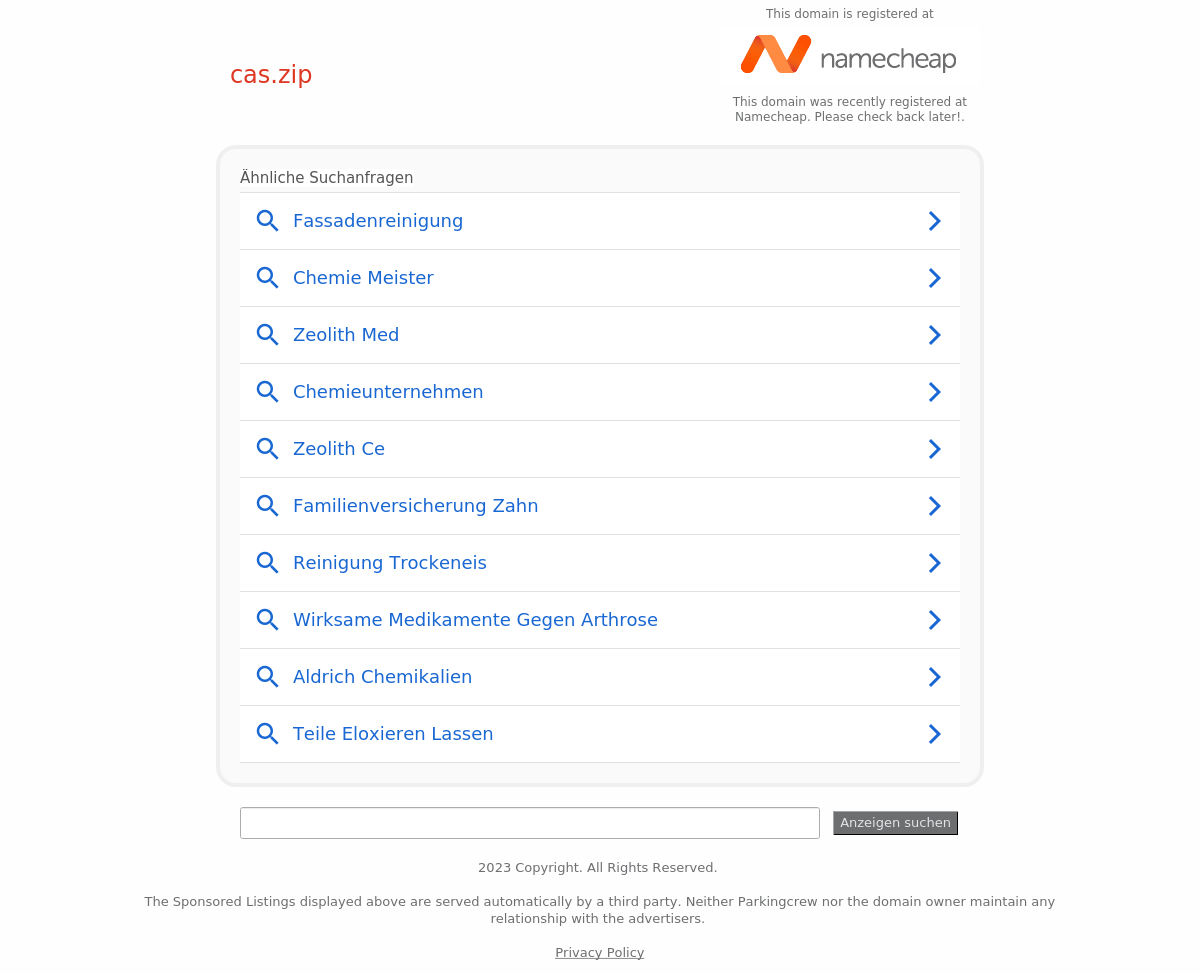 This domain is registered at
namecheap
cas.zip
This domain was recently registered at
Namecheap. Please check back later!.
Ähnliche Suchanfragen
Fassadenreinigung
Chemie Meister
Zeolith Med
Chemieunternehmen
Zeolith Ce
Familienversicherung Zahn
Reinigung Trockeneis
Wirksame Medikamente Gegen Arthrose
Aldrich Chemikalien
Teile Eloxieren Lassen
Anzeigen suchen
2023 Copyright. All Rights Reserved.
The Sponsored Listings displayed above are served automatically by a third party. Neither Parkingcrew nor the domain owner maintain any
relationship with the advertisers.
Privacy Policy